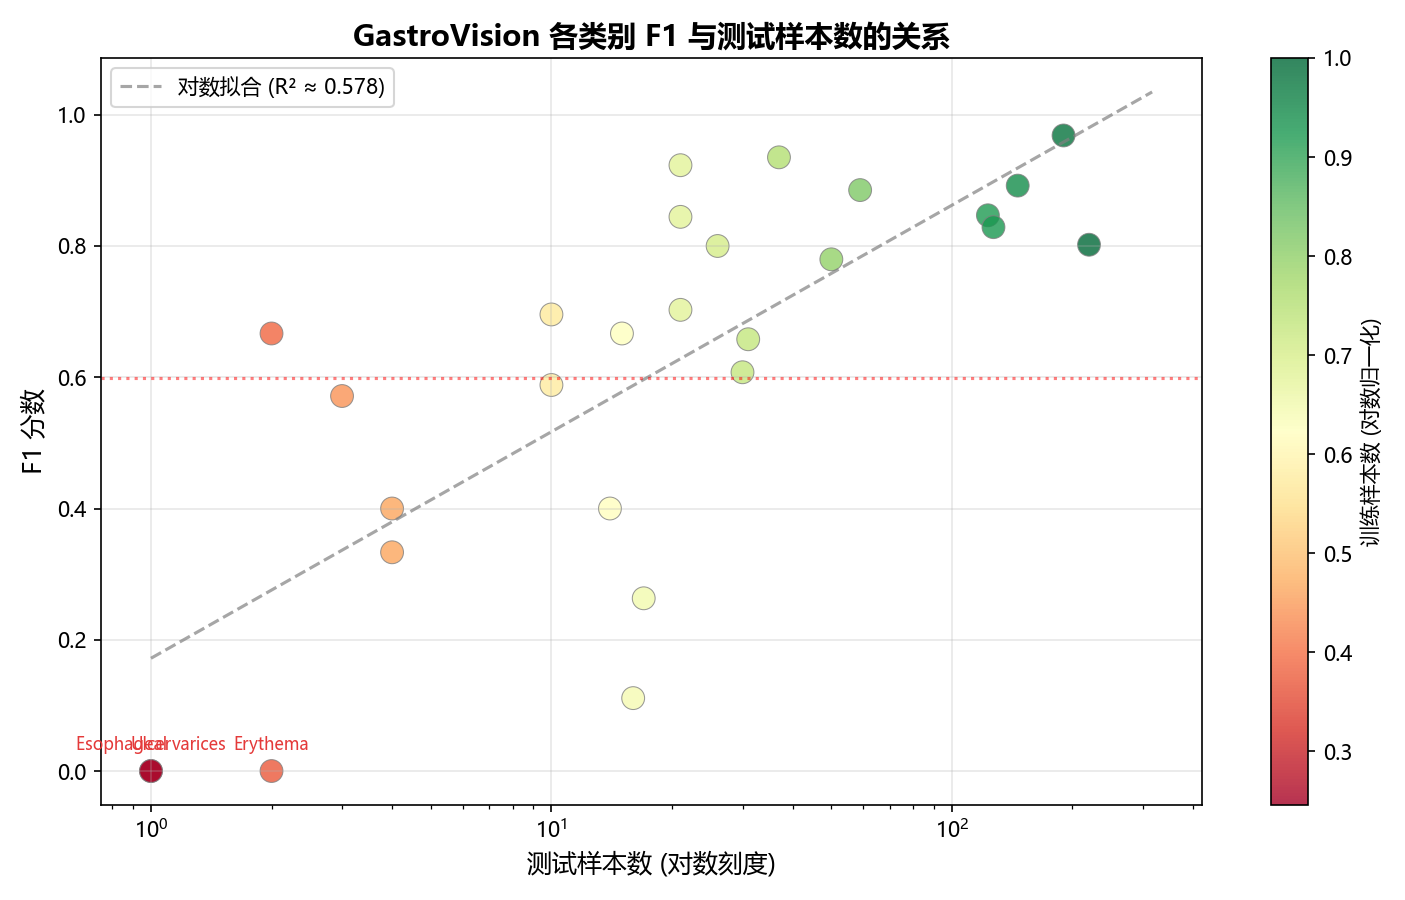 GastroVision 各类别 F1 与测试样本数的关系
对数拟合 (R² ≈ 0.578)
F1 分数
1.0
0.8
0.6
0.4
0.2
0.0
Esophageal varices
Ulcer
Erythema
10⁰
10¹
10²
测试样本数 (对数刻度)
1.0
0.9
0.8
0.7
0.6
0.5
0.4
0.3
训练样本数 (对数归一化)